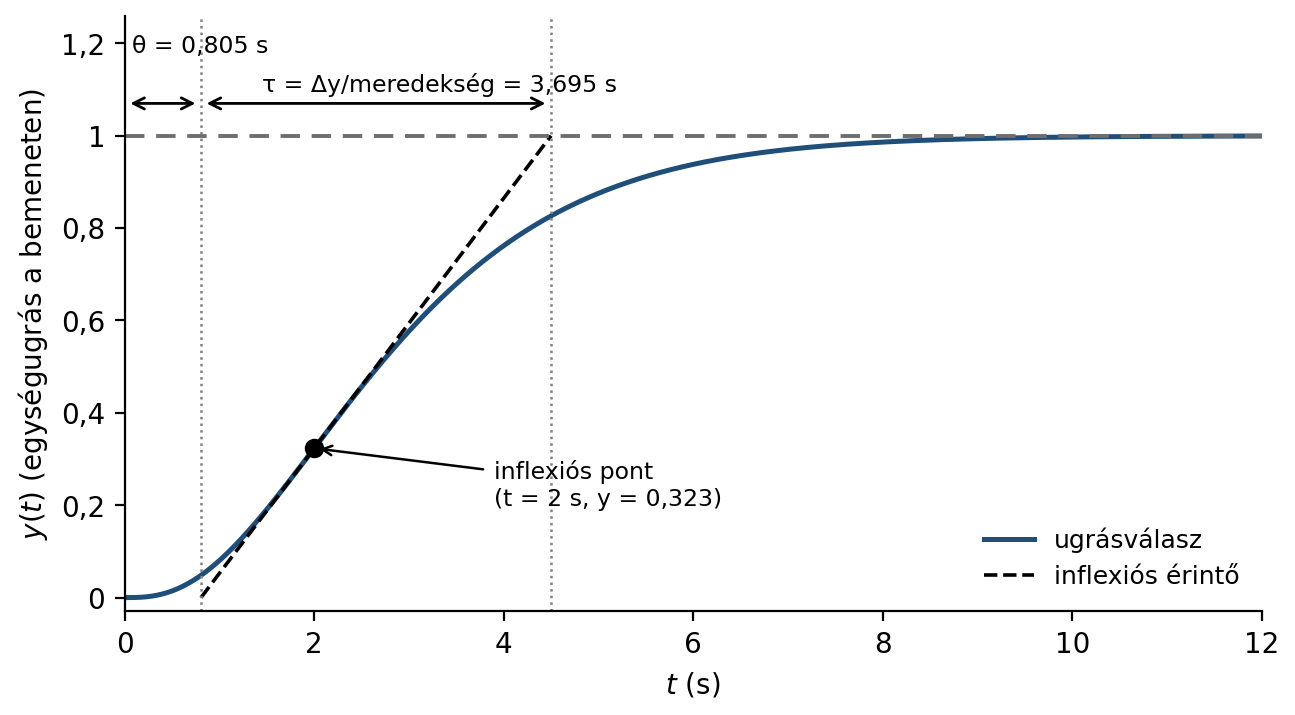 θ = 0,805 s
τ = Δy/meredekség = 3,695 s
y(t) (egységugrás a bemeneten)
1,2
1
0,8
0,6
0,4
0,2
0
inflexiós pont
(t = 2 s, y = 0,323)
ugrásválasz
inflexiós érintő
0 2 4 6 8 10 12
t (s)